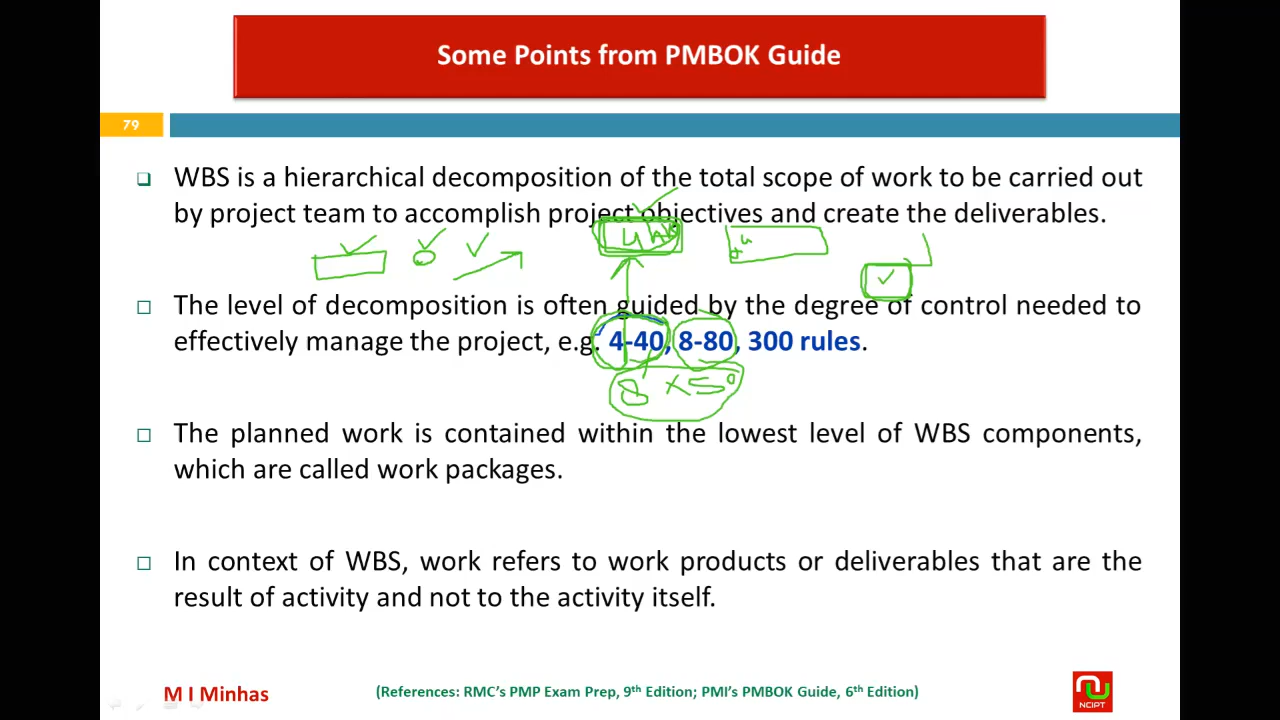 Some Points from PMBOK Guide
79
WBS is a hierarchical decomposition of the total scope of work to be carried out
by project team to accomplish project objectives and create the deliverables.
4
The level of decomposition is often guided by the degree of control needed to
effectively manage the project, e.g. 4-40, 8-80, 300 rules.
8 x 5
The planned work is contained within the lowest level of WBS components,
which are called work packages.
In context of WBS, work refers to work products or deliverables that are the
result of activity and not to the activity itself.
M I Minhas
(References: RMC's PMP Exam Prep, 9th Edition; PMI's PMBOK Guide, 6th Edition)
NCIPT